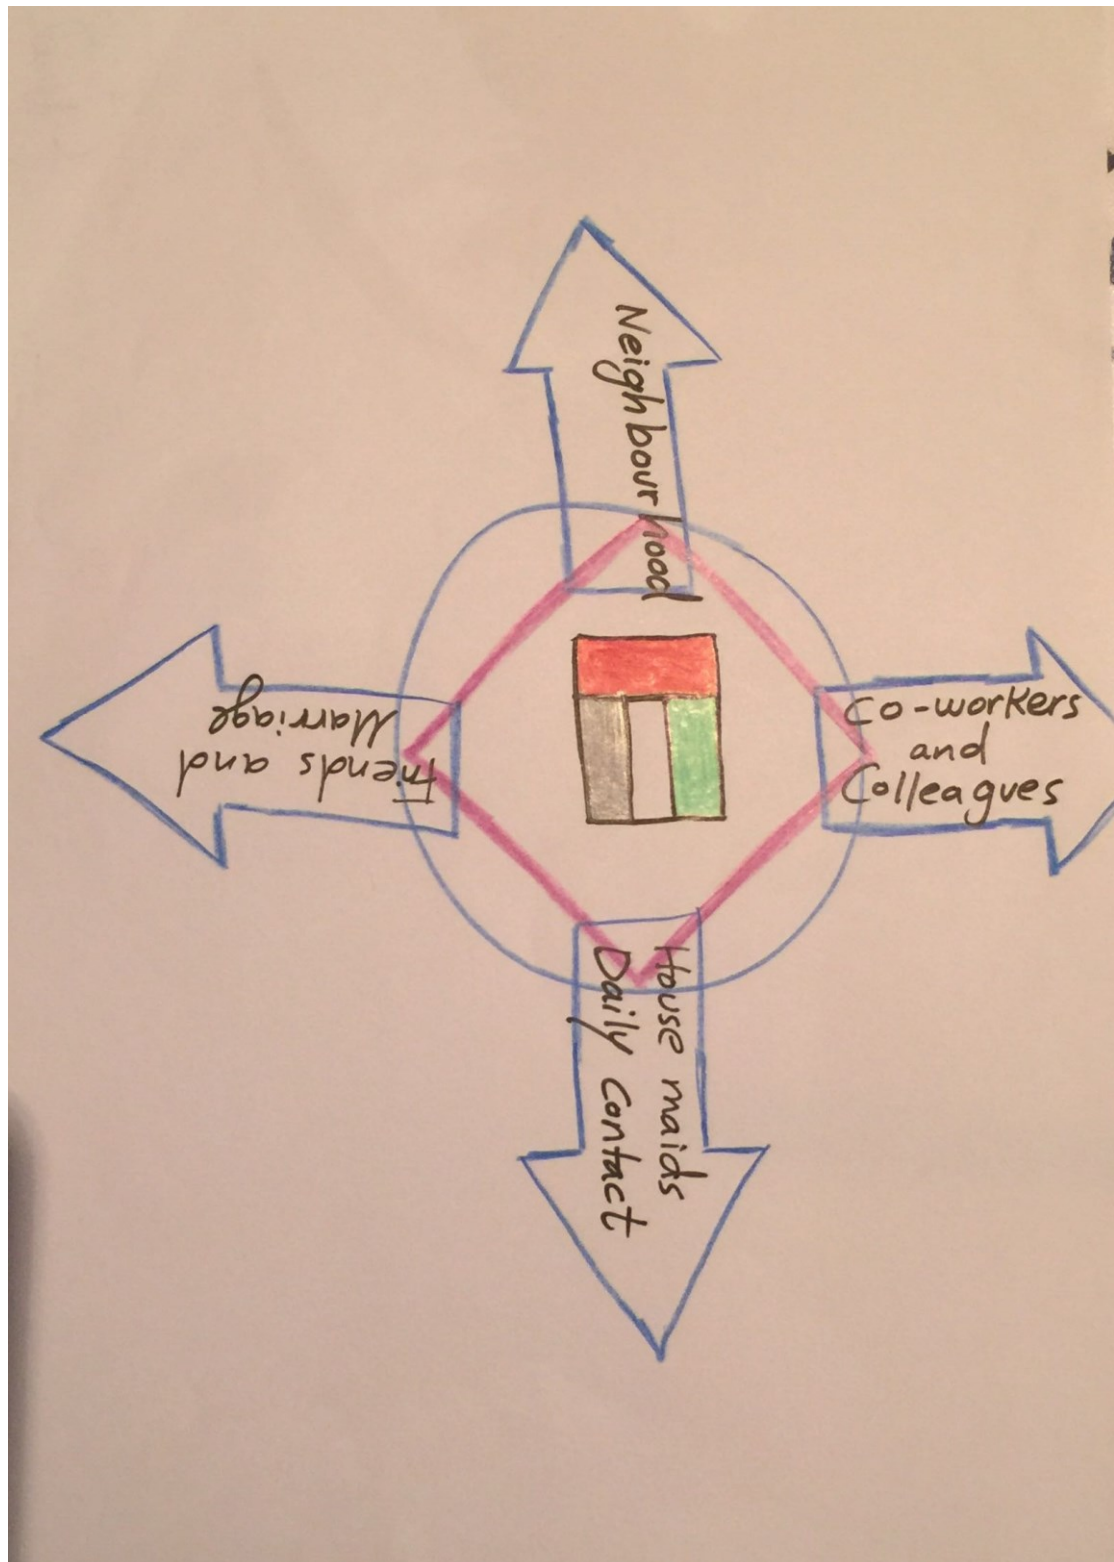 Neighbourhood
Co-workers
and
Colleagues
Friends and
Marriage
House maids
Daily Contact